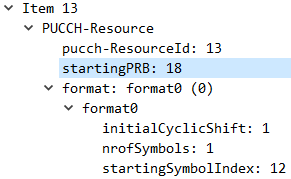 Item 13
PUCCH-Resource
pucch-ResourceId: 13
startingPRB: 18
format: format0 (0)
format0
initialCyclicShift: 1
nrofSymbols: 1
startingSymbolIndex: 12